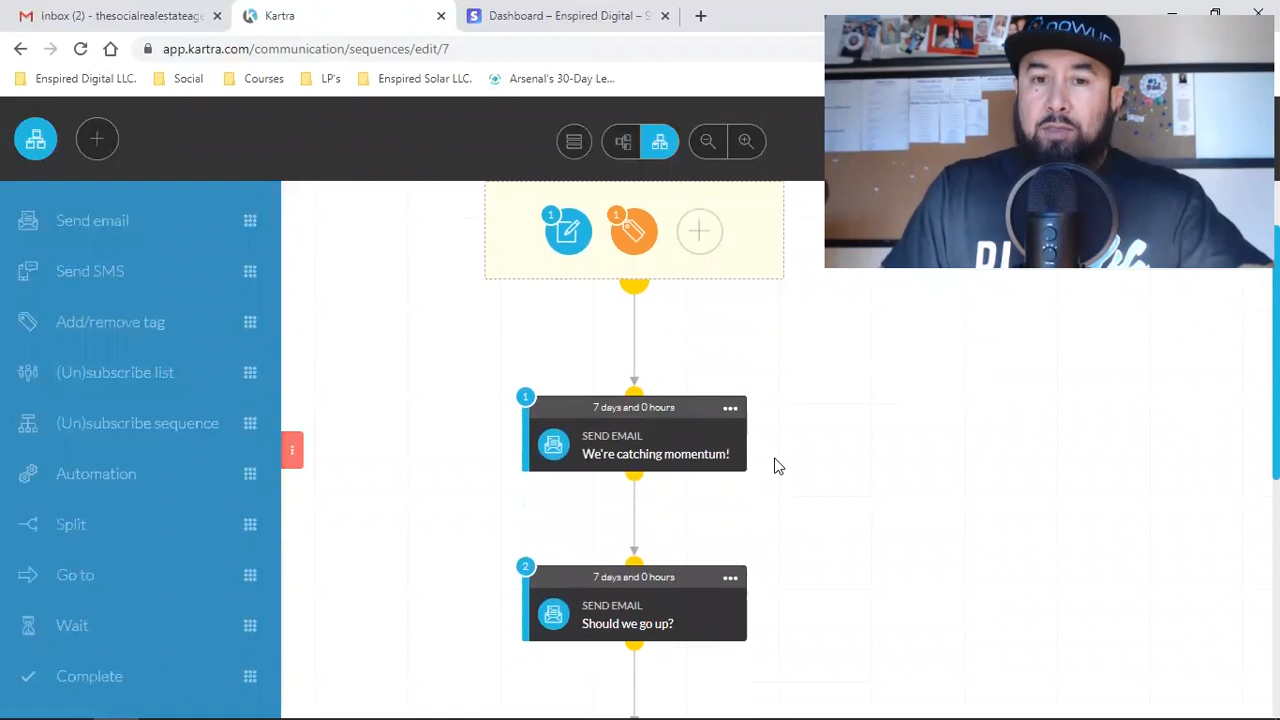 Inbox (2) - thesocialrealesteag
Kartra
Dashboard – Enspired Digital – S
app.kartra.com/communication/sequences/edit/7
Enspired Digital LLC.
Social
Courses
LP's
Enspired Solar LLC.
Arsenal's 30-Day Le...
nowup
Send email
Send SMS
Add/remove tag
(Un)subscribe list
(Un)subscribe sequence
Automation
Split
Go to
Wait
Complete
1
1
1
7 days and 0 hours
SEND EMAIL
We're catching momentum!
2
7 days and 0 hours
SEND EMAIL
Should we go up?